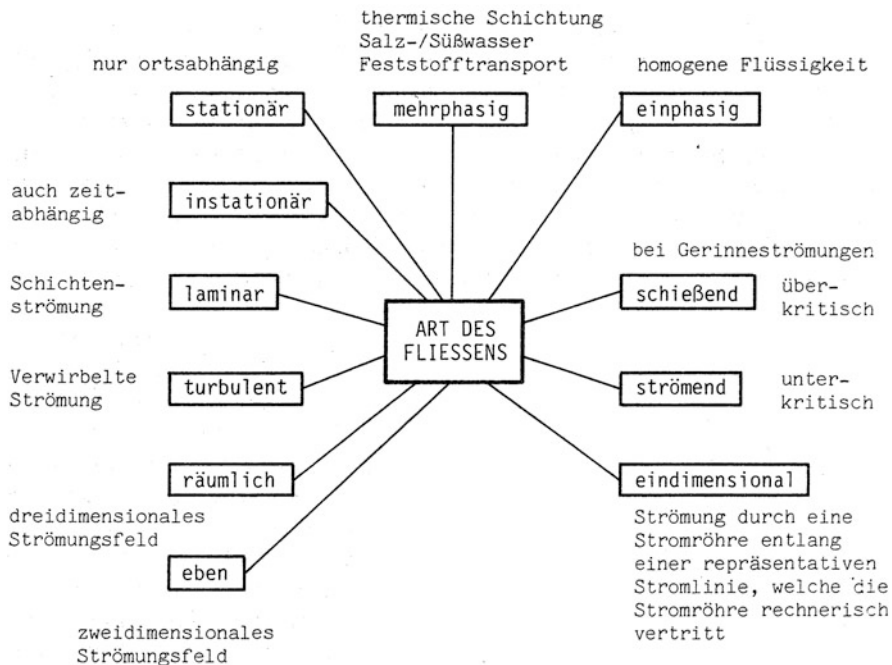 thermische Schichtung
Salz-/Süßwasser
Feststofftransport
nur ortsabhängig
homogene Flüssigkeit
stationär
mehrphasig
einphasig
auch zeit-
abhängig
instationär
bei Gerinneströmungen
Schichten-
strömung
laminar
schießend
über-
kritisch
ART DES
FLIESSENS
Verwirbelte
Strömung
turbulent
strömend
unter-
kritisch
räumlich
eindimensional
dreidimensionales
Strömungsfeld
eben
Strömung durch eine
Stromröhre entlang
einer repräsentativen
Stromlinie, welche die
Stromröhre rechnerisch
vertritt
zweidimensionales
Strömungsfeld